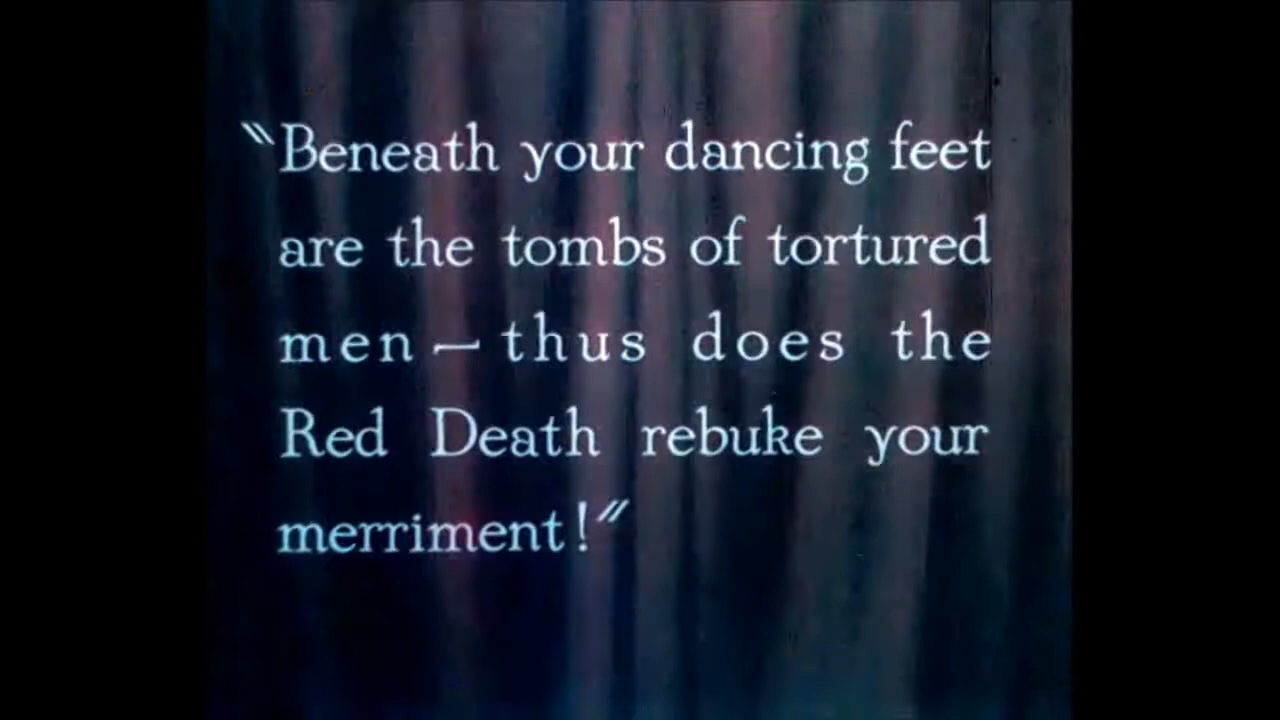 "Beneath your dancing feet
are the tombs of tortured
men — thus does the
Red Death rebuke your
merriment!"